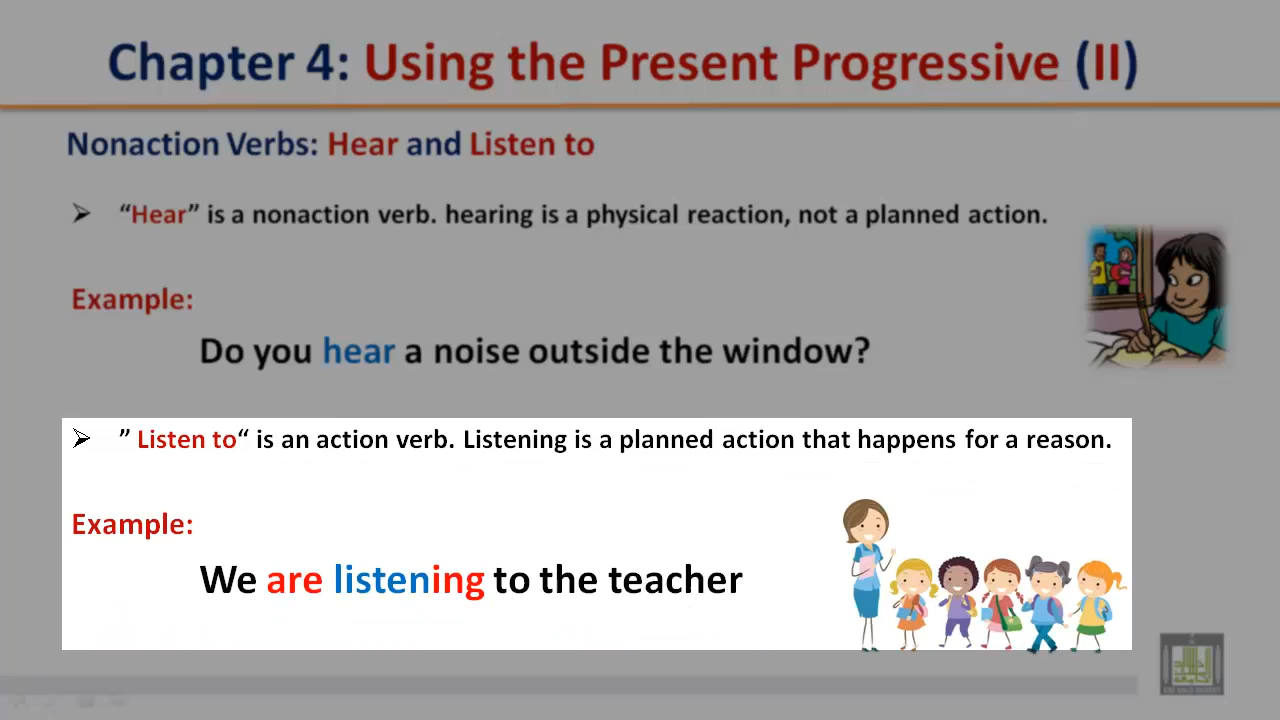 Chapter 4: Using the Present Progressive (II)
Nonaction Verbs: Hear and Listen to
➢ “Hear” is a nonaction verb. hearing is a physical reaction, not a planned action.
Example:
Do you hear a noise outside the window?
➢ ” Listen to“ is an action verb. Listening is a planned action that happens for a reason.
Example:
We are listening to the teacher